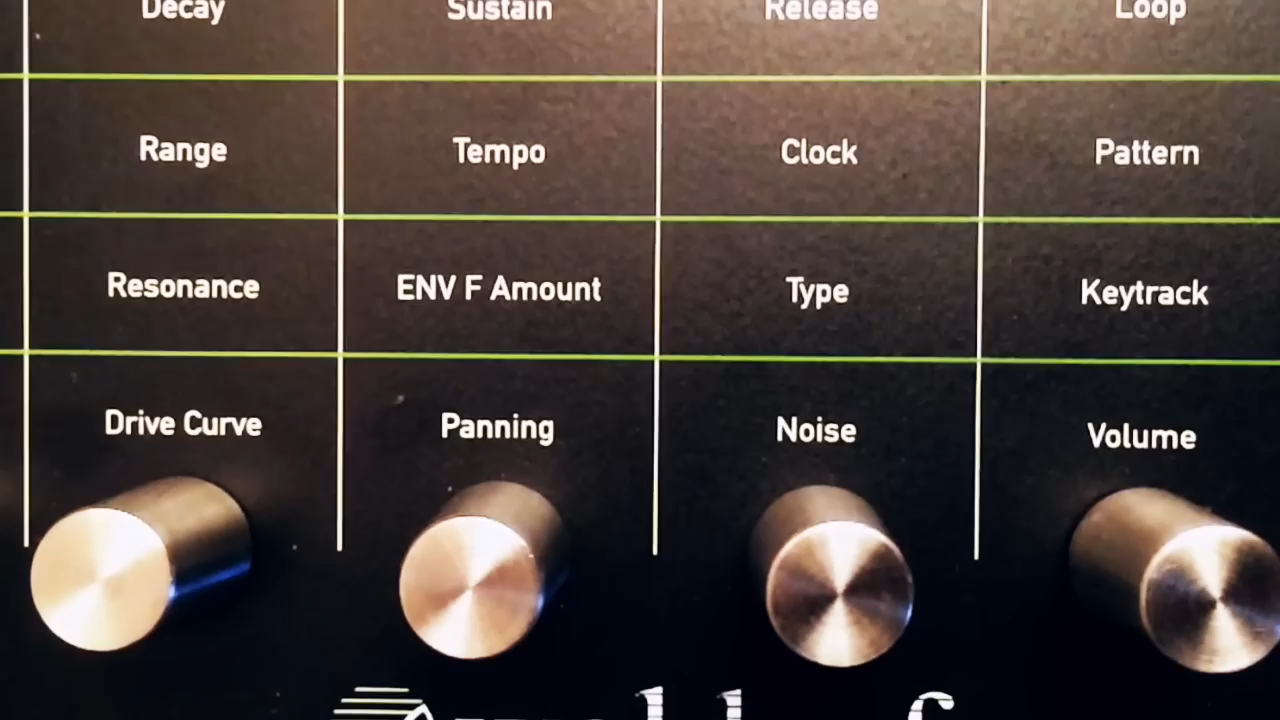 Decay Sustain Release Loop
Range Tempo Clock Pattern
Resonance ENV F Amount Type Keytrack
Drive Curve Panning Noise Volume